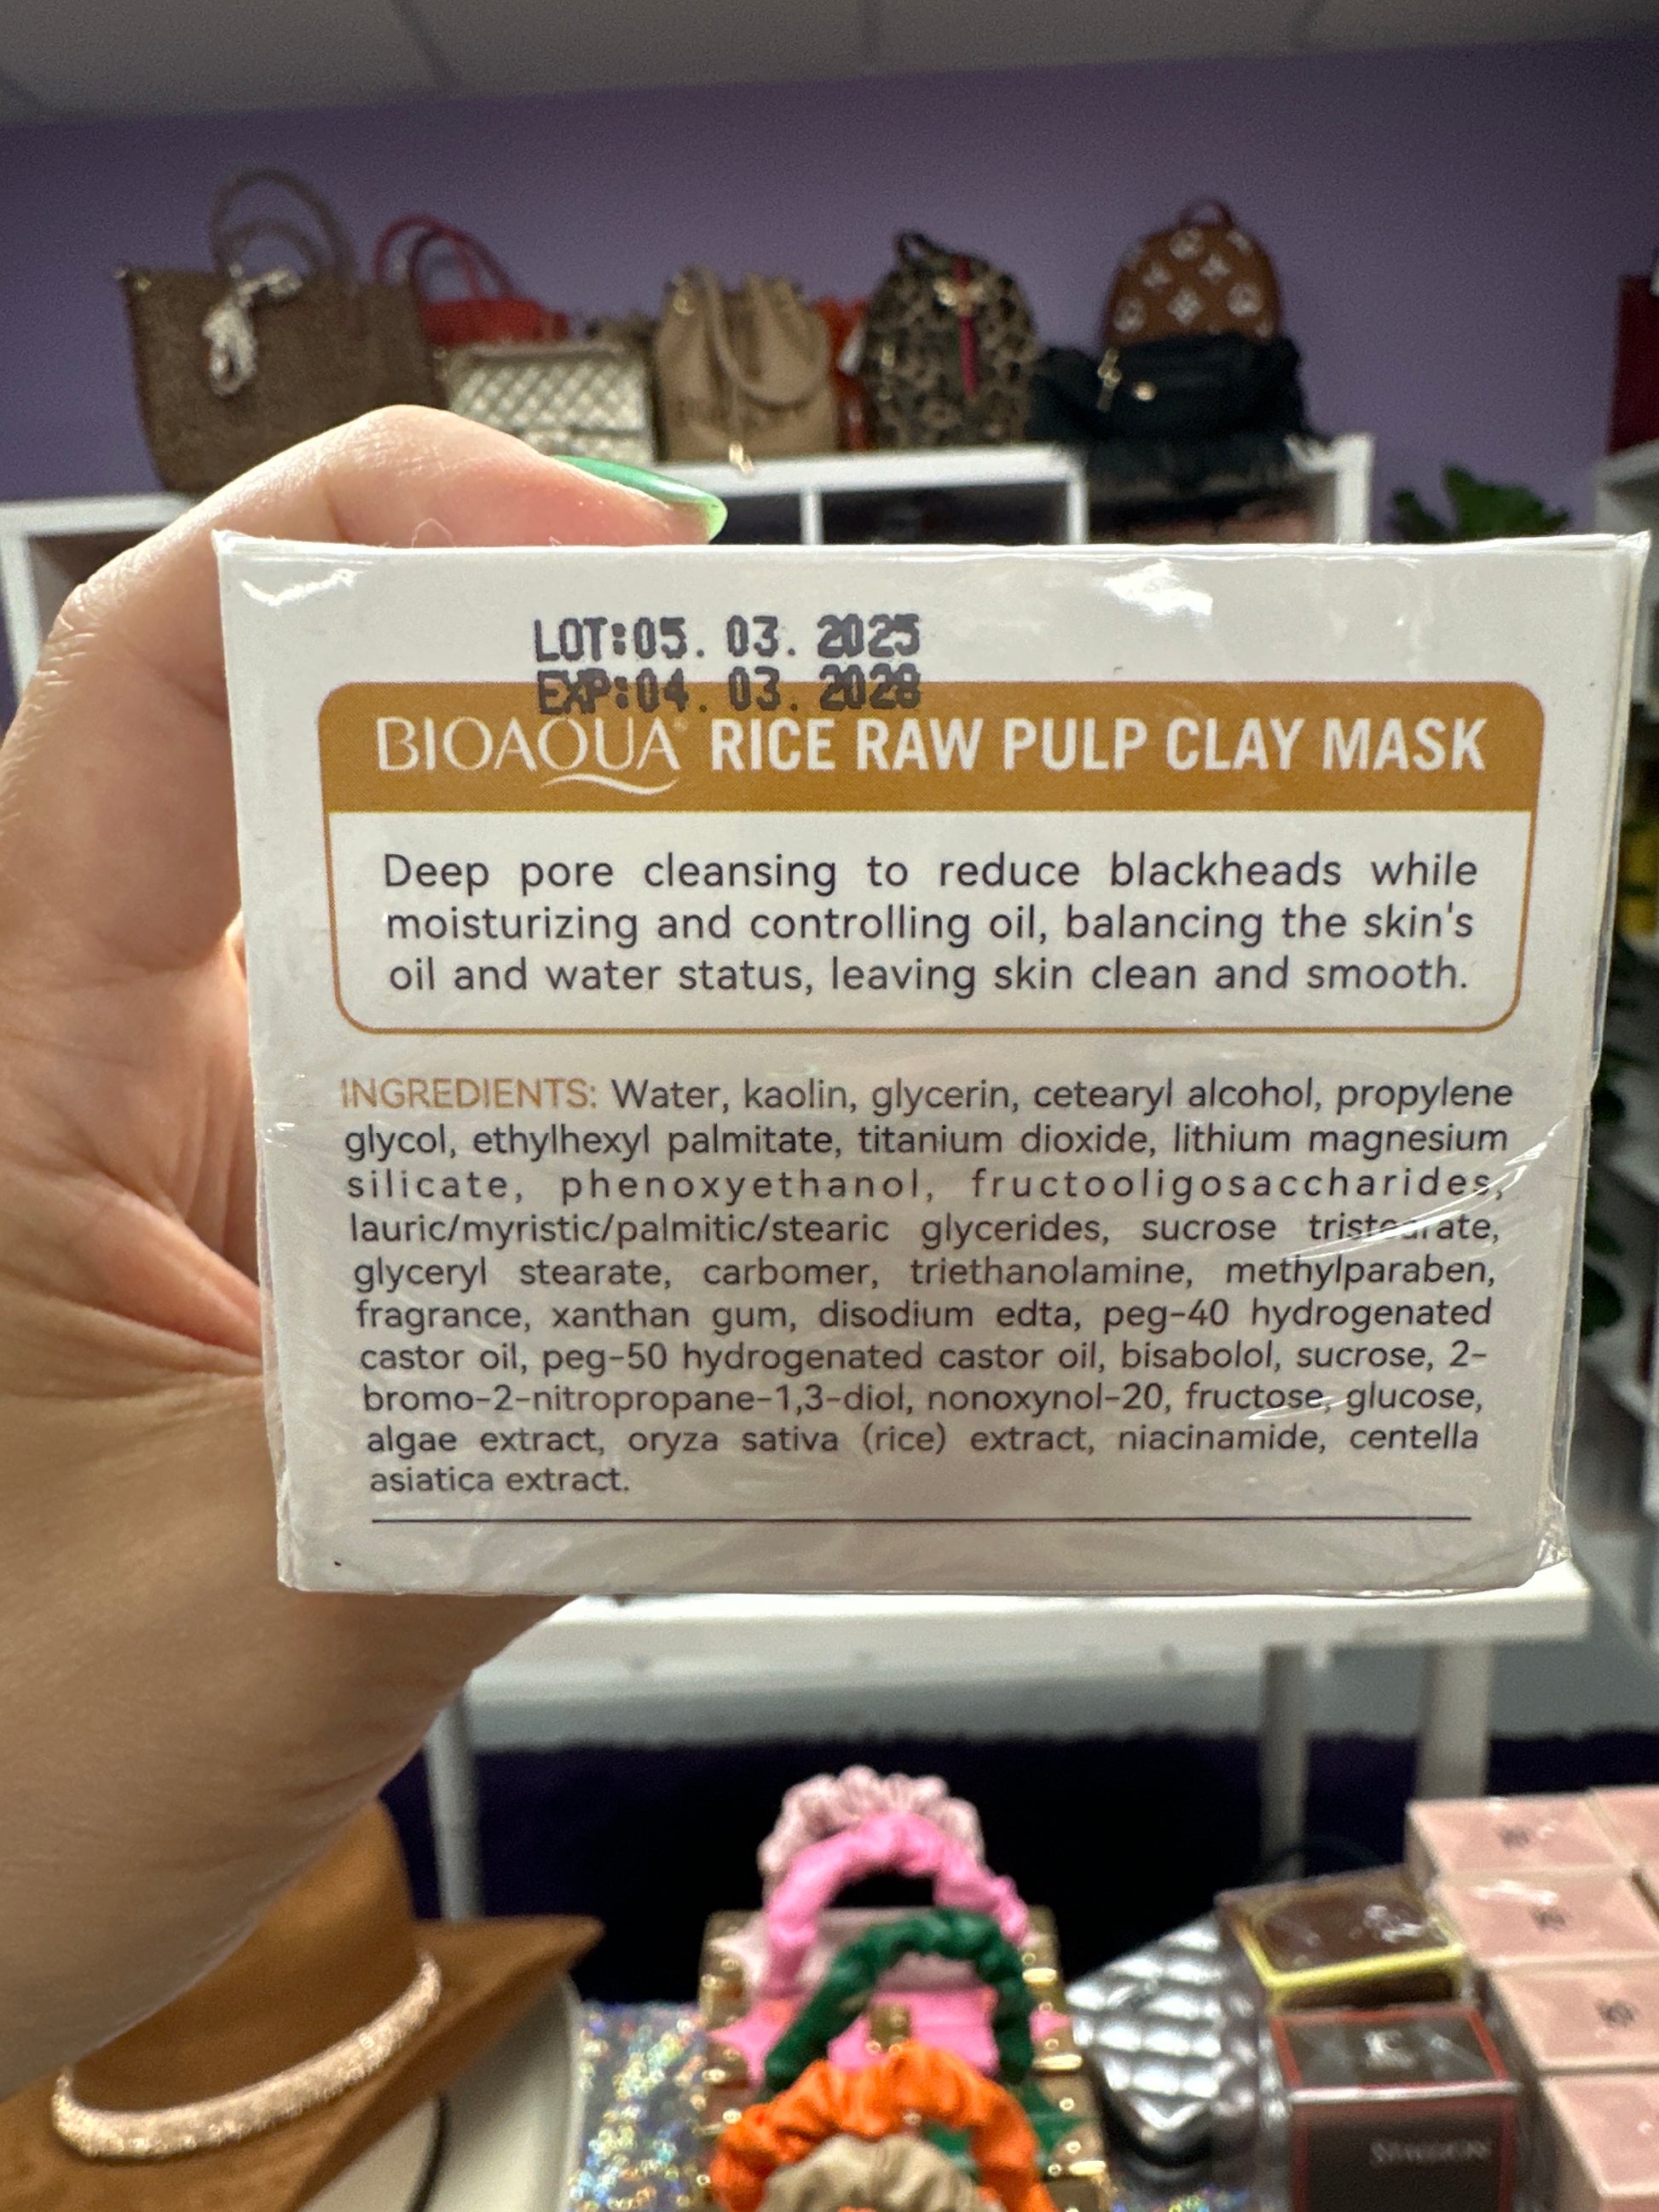 LOT:05. 03. 2025
EXP:04. 03. 2028
BIOAQUA® RICE RAW PULP CLAY MASK
Deep pore cleansing to reduce blackheads while
moisturizing and controlling oil, balancing the skin's
oil and water status, leaving skin clean and smooth.
INGREDIENTS: Water, kaolin, glycerin, cetearyl alcohol, propylene
glycol, ethylhexyl palmitate, titanium dioxide, lithium magnesium
silicate, phenoxyethanol, fructooligosaccharides,
lauric/myristic/palmitic/stearic glycerides, sucrose tristearate,
glyceryl stearate, carbomer, triethanolamine, methylparaben,
fragrance, xanthan gum, disodium edta, peg-40 hydrogenated
castor oil, peg-50 hydrogenated castor oil, bisabolol, sucrose, 2-
bromo-2-nitropropane-1,3-diol, nonoxynol-20, fructose, glucose,
algae extract, oryza sativa (rice) extract, niacinamide, centella
asiatica extract.